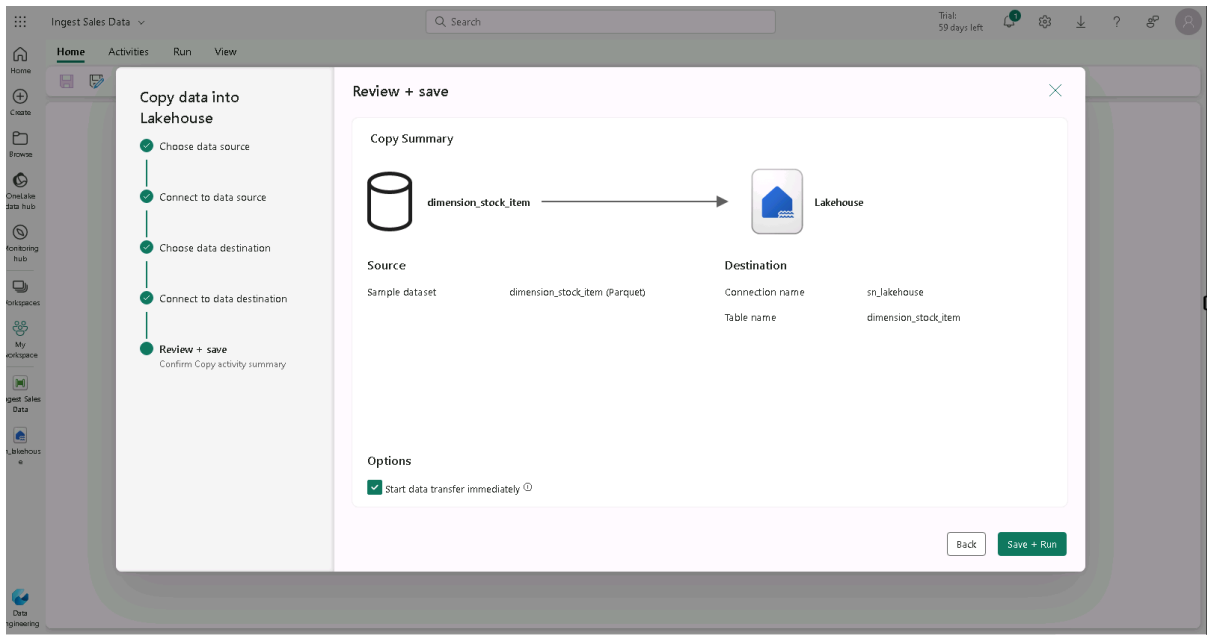 Ingest Sales Data
Search
Trial:
59 days left
1
Home
Activities
Run
View
Home
Create
Browse
OneLake
data hub
Monitoring
hub
Workspaces
My
workspace
Ingest Sales
Data
sn_lakehous
e
Data
Engineering
Copy data into
Lakehouse
Choose data source
Connect to data source
Choose data destination
Connect to data destination
Review + save
Confirm Copy activity summary
Review + save
Copy Summary
dimension_stock_item
Lakehouse
Source
Destination
Sample dataset
dimension_stock_item (Parquet)
Connection name
sn_lakehouse
Table name
dimension_stock_item
Options
Start data transfer immediately
Back
Save + Run